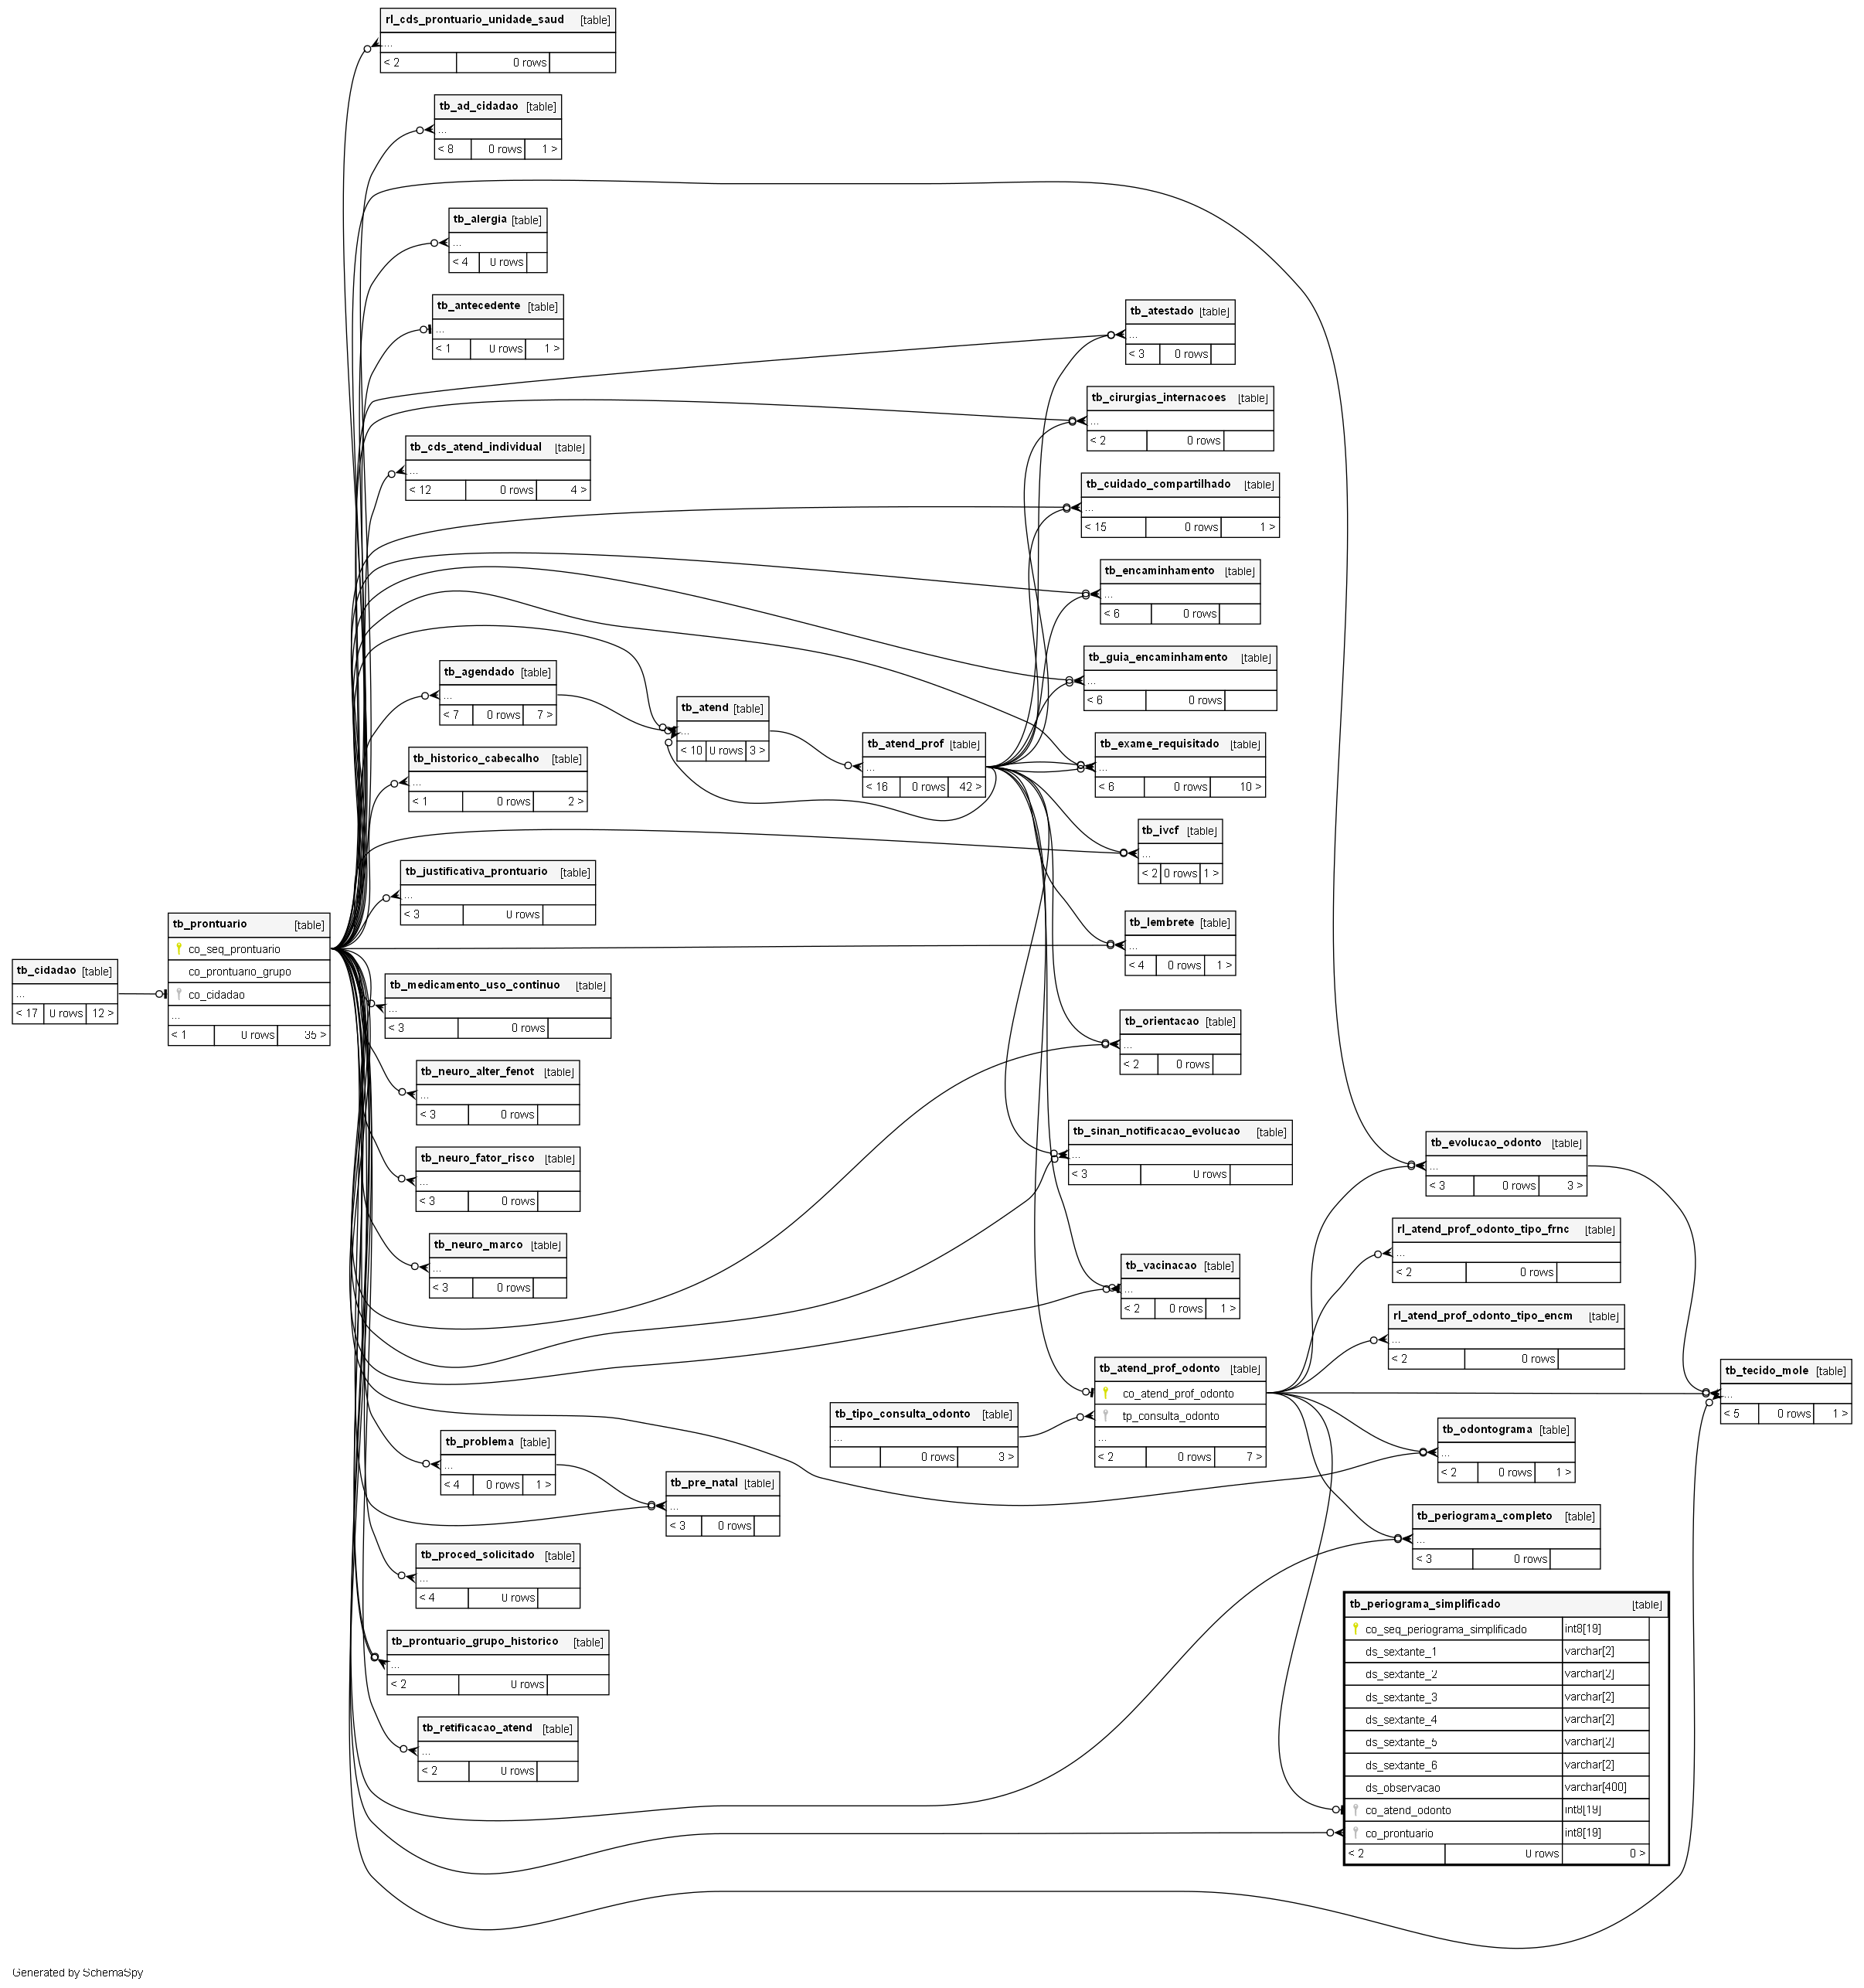 rl_cds_prontuario_unidade_saud [table]
...
< 2 0 rows
tb_ad_cidadao [table]
...
< 8 0 rows 1 >
tb_alergia [table]
...
< 4 0 rows
tb_antecedente [table]
...
< 1 0 rows 1 >
tb_atestado [table]
...
< 3 0 rows
tb_cirurgias_internacoes [table]
...
< 2 0 rows
tb_cds_atend_individual [table]
...
< 12 0 rows 4 >
tb_cuidado_compartilhado [table]
...
< 15 0 rows 1 >
tb_encaminhamento [table]
...
< 6 0 rows
tb_guia_encaminhamento [table]
...
< 6 0 rows
tb_agendado [table]
...
< 7 0 rows 7 >
tb_atend [table]
...
< 10 0 rows 3 >
tb_atend_prof [table]
...
< 16 0 rows 42 >
tb_exame_requisitado [table]
...
< 6 0 rows 10 >
tb_historico_cabecalho [table]
...
< 1 0 rows 2 >
tb_ivcf [table]
...
< 2 0 rows 1 >
tb_justificativa_prontuario [table]
...
< 3 0 rows
tb_lembrete [table]
...
< 4 0 rows 1 >
tb_prontuario [table]
co_seq_prontuario
co_prontuario_grupo
co_cidadao
...
< 1 0 rows 35 >
tb_cidadao [table]
...
< 17 0 rows 12 >
tb_medicamento_uso_continuo [table]
...
< 3 0 rows
tb_orientacao [table]
...
< 2 0 rows
tb_neuro_alter_fenot [table]
...
< 3 0 rows
tb_sinan_notificacao_evolucao [table]
...
< 3 0 rows
tb_evolucao_odonto [table]
...
< 3 0 rows 3 >
tb_neuro_fator_risco [table]
...
< 3 0 rows
rl_atend_prof_odonto_tipo_frnc [table]
...
< 2 0 rows
tb_neuro_marco [table]
...
< 3 0 rows
tb_vacinacao [table]
...
< 2 0 rows 1 >
rl_atend_prof_odonto_tipo_encm [table]
...
< 2 0 rows
tb_atend_prof_odonto [table]
co_atend_prof_odonto
tp_consulta_odonto
...
< 2 0 rows 7 >
tb_tecido_mole [table]
...
< 5 0 rows 1 >
tb_tipo_consulta_odonto [table]
...
0 rows 3 >
tb_odontograma [table]
...
< 2 0 rows 1 >
tb_problema [table]
...
< 4 0 rows 1 >
tb_pre_natal [table]
...
< 3 0 rows
tb_periograma_completo [table]
...
< 3 0 rows
tb_proced_solicitado [table]
...
< 4 0 rows
tb_periograma_simplificado [table]
co_seq_periograma_simplificado int8[19]
ds_sextante_1 varchar[2]
ds_sextante_2 varchar[2]
ds_sextante_3 varchar[2]
ds_sextante_4 varchar[2]
ds_sextante_5 varchar[2]
ds_sextante_6 varchar[2]
ds_observacao varchar[400]
co_atend_odonto int8[19]
co_prontuario int8[19]
< 2 0 rows 0 >
tb_prontuario_grupo_historico [table]
...
< 2 0 rows
tb_retificacao_atend [table]
...
< 2 0 rows
Generated by SchemaSpy